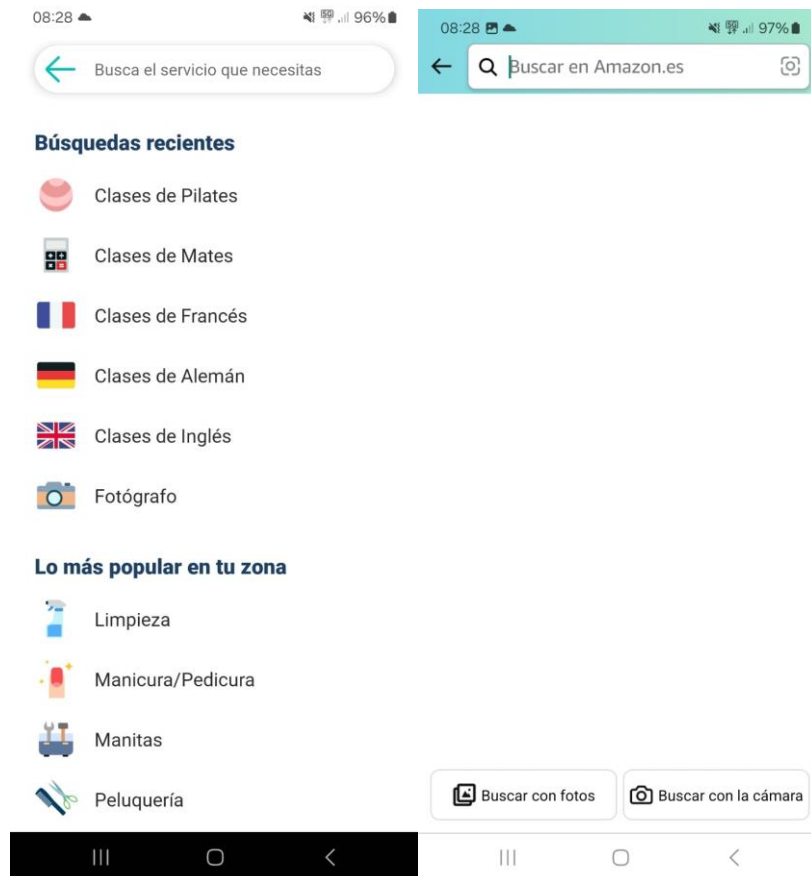 08:28
96%
Busca el servicio que necesitas
Búsquedas recientes
Clases de Pilates
Clases de Mates
Clases de Francés
Clases de Alemán
Clases de Inglés
Fotógrafo
Lo más popular en tu zona
Limpieza
Manicura/Pedicura
Manitas
Peluquería
08:28
97%
Buscar en Amazon.es
Buscar con fotos
Buscar con la cámara